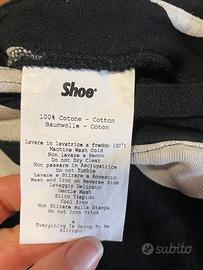 Shoe®
100% Cotone - Cotton
Baumwolle - Coton
Lavare in lavatrice a freddo (30°)
Machine Wash Cold
Non lavare a Secco
Do Not Dry Clean
Non passare in Asciugatrice
Do Not Tumble
Lavare e Stirare a Rovescio
Wash and Iron on Reverse Side
Lavaggio Delicato
Gentle Wash
Stiro Tiepido
Cool Iron
Non Stirare sulla Stampa
Do Not Iron Print
&
Everything Is Going To Be
Alright
subito